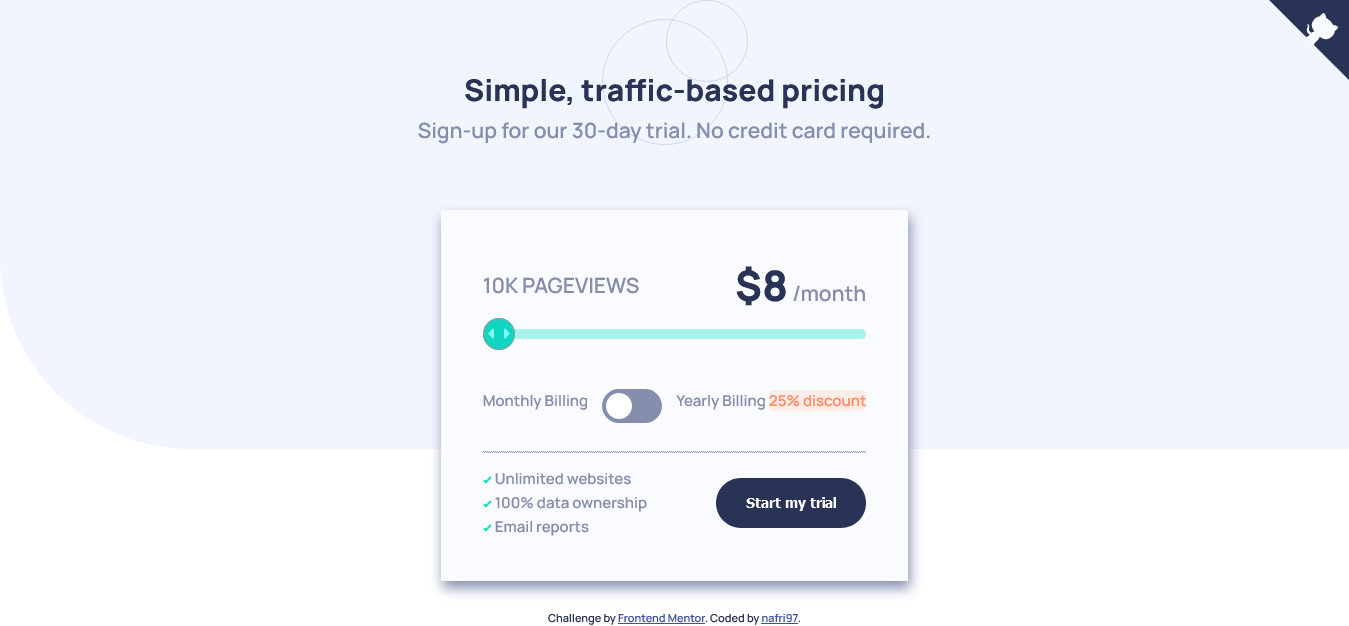 Simple, traffic-based pricing
Sign-up for our 30-day trial. No credit card required.
10K PAGEVIEWS
$8 /month
Monthly Billing
Yearly Billing 25% discount
Unlimited websites
100% data ownership
Email reports
Start my trial
Challenge by Frontend Mentor. Coded by nafri97.